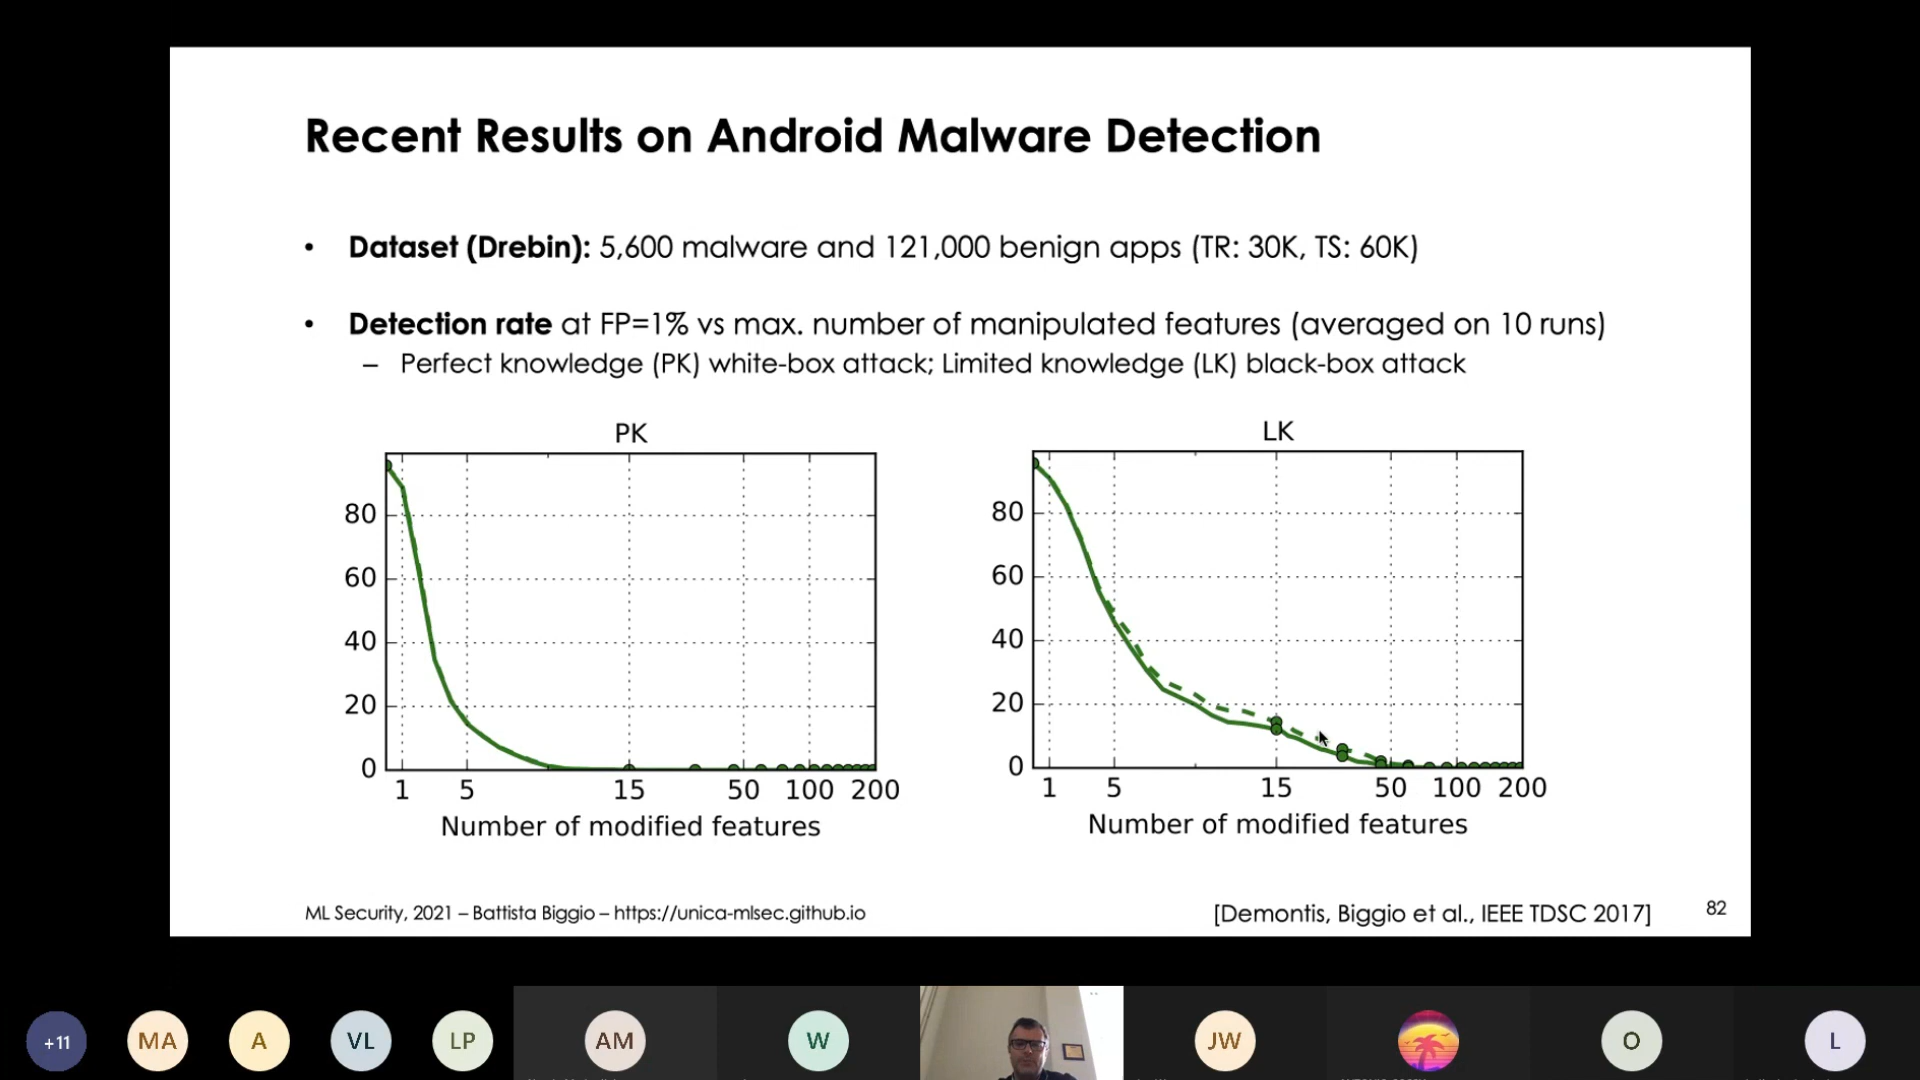 Recent Results on Android Malware Detection
• Dataset (Drebin): 5,600 malware and 121,000 benign apps (TR: 30K, TS: 60K)
• Detection rate at FP=1% vs max. number of manipulated features (averaged on 10 runs)
– Perfect knowledge (PK) white-box attack; Limited knowledge (LK) black-box attack
PK
80
60
40
20
0
1 5 15 50 100 200
Number of modified features
LK
80
60
40
20
0
1 5 15 50 100 200
Number of modified features
ML Security, 2021 – Battista Biggio – https://unica-mlsec.github.io
[Demontis, Biggio et al., IEEE TDSC 2017]
82
+11 MA A VL LP AM W JW O L